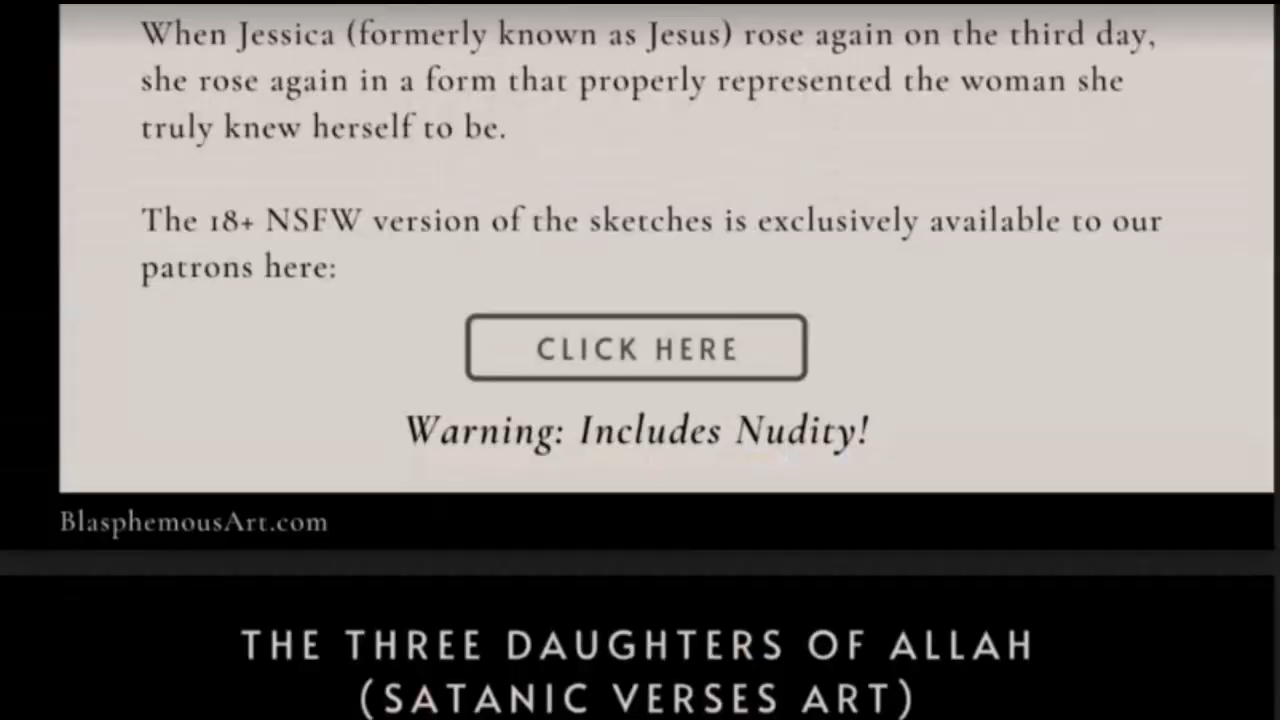 When Jessica (formerly known as Jesus) rose again on the third day,
she rose again in a form that properly represented the woman she
truly knew herself to be.
The 18+ NSFW version of the sketches is exclusively available to our
patrons here:
CLICK HERE
Warning: Includes Nudity!
BlasphemousArt.com
THE THREE DAUGHTERS OF ALLAH
(SATANIC VERSES ART)